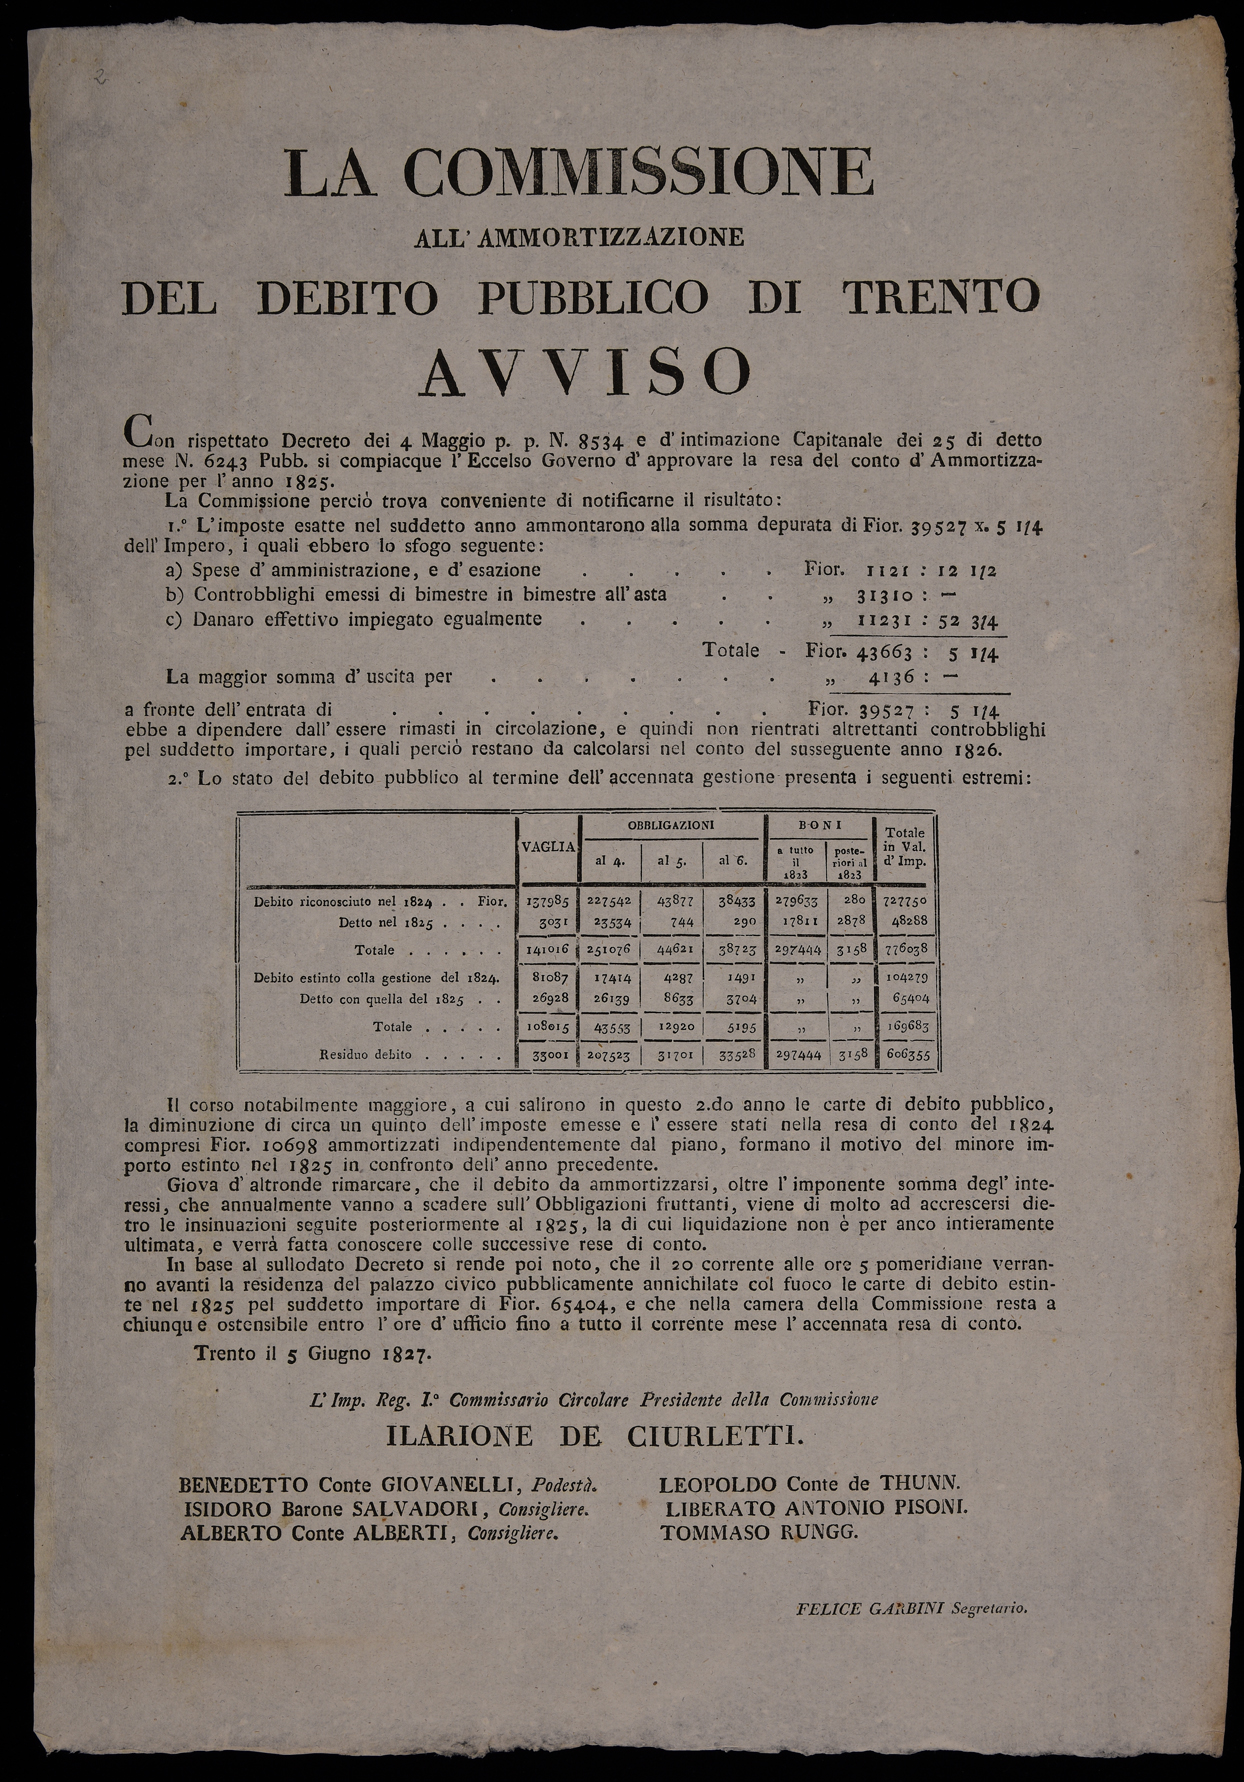 2
LA COMMISSIONE
ALL' AMMORTIZZAZIONE
DEL DEBITO PUBBLICO DI TRENTO
AVVISO
Con rispettato Decreto dei 4 Maggio p. p. N. 8534 e d' intimazione Capitanale dei 25 di detto
mese N. 6243 Pubb. si compiacque l' Eccelso Governo d' approvare la resa del conto d' Ammortizza-
zione per l' anno 1825.
La Commissione perciò trova conveniente di notificarne il risultato:
1.° L' imposte esatte nel suddetto anno ammontarono alla somma depurata di Fior. 39527 x. 5 1/4
dell' Impero, i quali ebbero lo sfogo seguente:
a) Spese d' amministrazione, e d' esazione . . . . . Fior. 1121 : 12 1/2
b) Controbblighi emessi di bimestre in bimestre all' asta . . „ 31310 : —
c) Danaro effettivo impiegato egualmente . . . . . „ 11231 : 52 3/4
Totale - Fior. 43663 : 5 1/4
La maggior somma d' uscita per . . . . . . . „ 4136 : —
a fronte dell' entrata di . . . . . . . . . Fior. 39527 : 5 1/4
ebbe a dipendere dall' essere rimasti in circolazione, e quindi non rientrati altrettanti controbblighi
pel suddetto importare, i quali perciò restano da calcolarsi nel conto del susseguente anno 1826.
2.° Lo stato del debito pubblico al termine dell' accennata gestione presenta i seguenti estremi:
VAGLIA OBBLIGAZIONI BONI Totale in Val. d' Imp.
al 4. al 5. al 6. a tutto il 1823 poste-riori al 1823
Debito riconosciuto nel 1824 . . Fior. 137985 227542 43877 38433 279633 280 727750
Detto nel 1825 . . . . 3031 23534 744 290 17811 2878 48288
Totale . . . . . . 141016 251076 44621 38723 297444 3158 776038
Debito estinto colla gestione del 1824. 81087 17414 4287 1491 „ „ 104279
Detto con quella del 1825 . . 26928 26139 8633 3704 „ „ 65404
Totale . . . . . 108015 43553 12920 5195 „ „ 169683
Residuo debito . . . . . 33001 207523 31701 33528 297444 3158 606355
Il corso notabilmente maggiore, a cui salirono in questo 2.do anno le carte di debito pubblico,
la diminuzione di circa un quinto dell' imposte emesse e l' essere stati nella resa di conto del 1824
compresi Fior. 10698 ammortizzati indipendentemente dal piano, formano il motivo del minore im-
porto estinto nel 1825 in confronto dell' anno precedente.
Giova d' altronde rimarcare, che il debito da ammortizzarsi, oltre l' imponente somma degl' inte-
ressi, che annualmente vanno a scadere sull' Obbligazioni fruttanti, viene di molto ad accrescersi die-
tro le insinuazioni seguite posteriormente al 1825, la di cui liquidazione non è per anco intieramente
ultimata, e verrà fatta conoscere colle successive rese di conto.
In base al sullodato Decreto si rende poi noto, che il 20 corrente alle ore 5 pomeridiane verran-
no avanti la residenza del palazzo civico pubblicamente annichilate col fuoco le carte di debito estin-
te nel 1825 pel suddetto importare di Fior. 65404, e che nella camera della Commissione resta a
chiunque ostensibile entro l' ore d' ufficio fino a tutto il corrente mese l' accennata resa di conto.
Trento il 5 Giugno 1827.
L' Imp. Reg. I.° Commissario Circolare Presidente della Commissione
ILARIONE DE CIURLETTI.
BENEDETTO Conte GIOVANELLI, Podestà. LEOPOLDO Conte de THUNN.
ISIDORO Barone SALVADORI, Consigliere. LIBERATO ANTONIO PISONI.
ALBERTO Conte ALBERTI, Consigliere. TOMMASO RUNGG.
FELICE GARBINI Segretario.